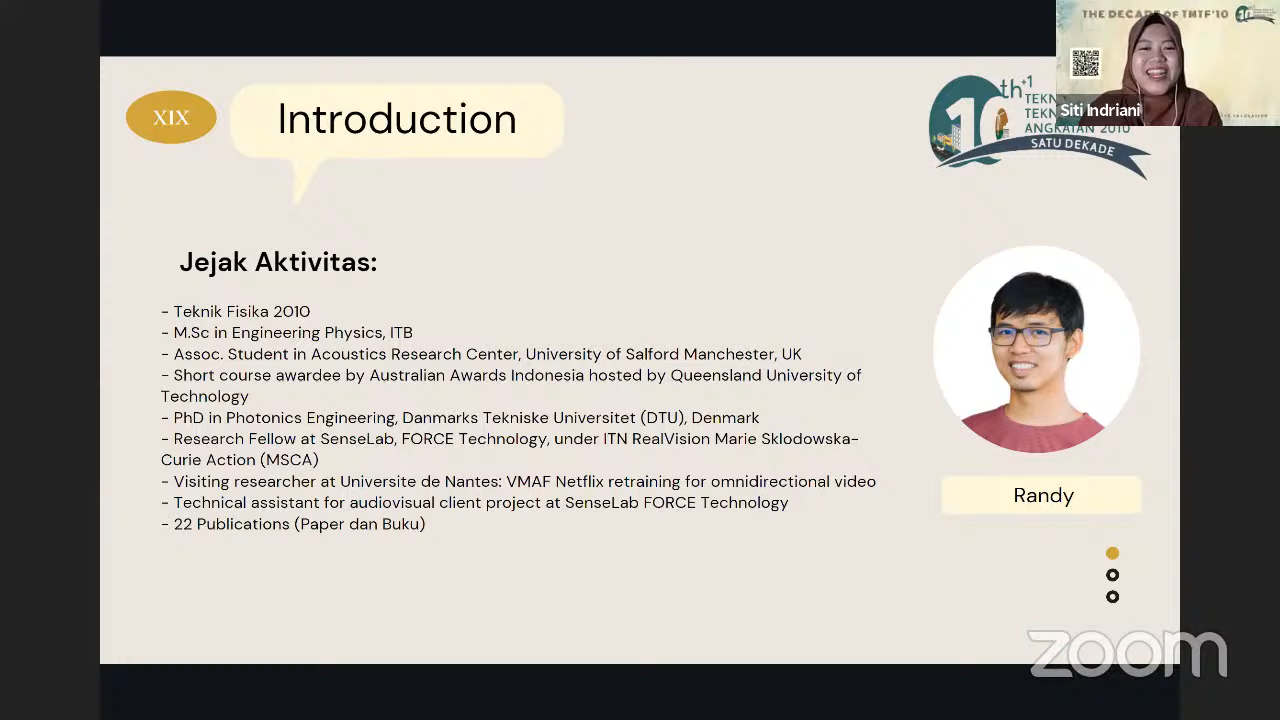 THE DECADE OF TNTF'10
Siti Indriani
XIX
Introduction
10th+1
ANGKATAN 2010
SATU DEKADE
Jejak Aktivitas:
- Teknik Fisika 2010
- M.Sc in Engineering Physics, ITB
- Assoc. Student in Acoustics Research Center, University of Salford Manchester, UK
- Short course awardee by Australian Awards Indonesia hosted by Queensland University of
Technology
- PhD in Photonics Engineering, Danmarks Tekniske Universitet (DTU), Denmark
- Research Fellow at SenseLab, FORCE Technology, under ITN RealVision Marie Sklodowska-
Curie Action (MSCA)
- Visiting researcher at Universite de Nantes: VMAF Netflix retraining for omnidirectional video
- Technical assistant for audiovisual client project at SenseLab FORCE Technology
- 22 Publications (Paper dan Buku)
Randy
zoom